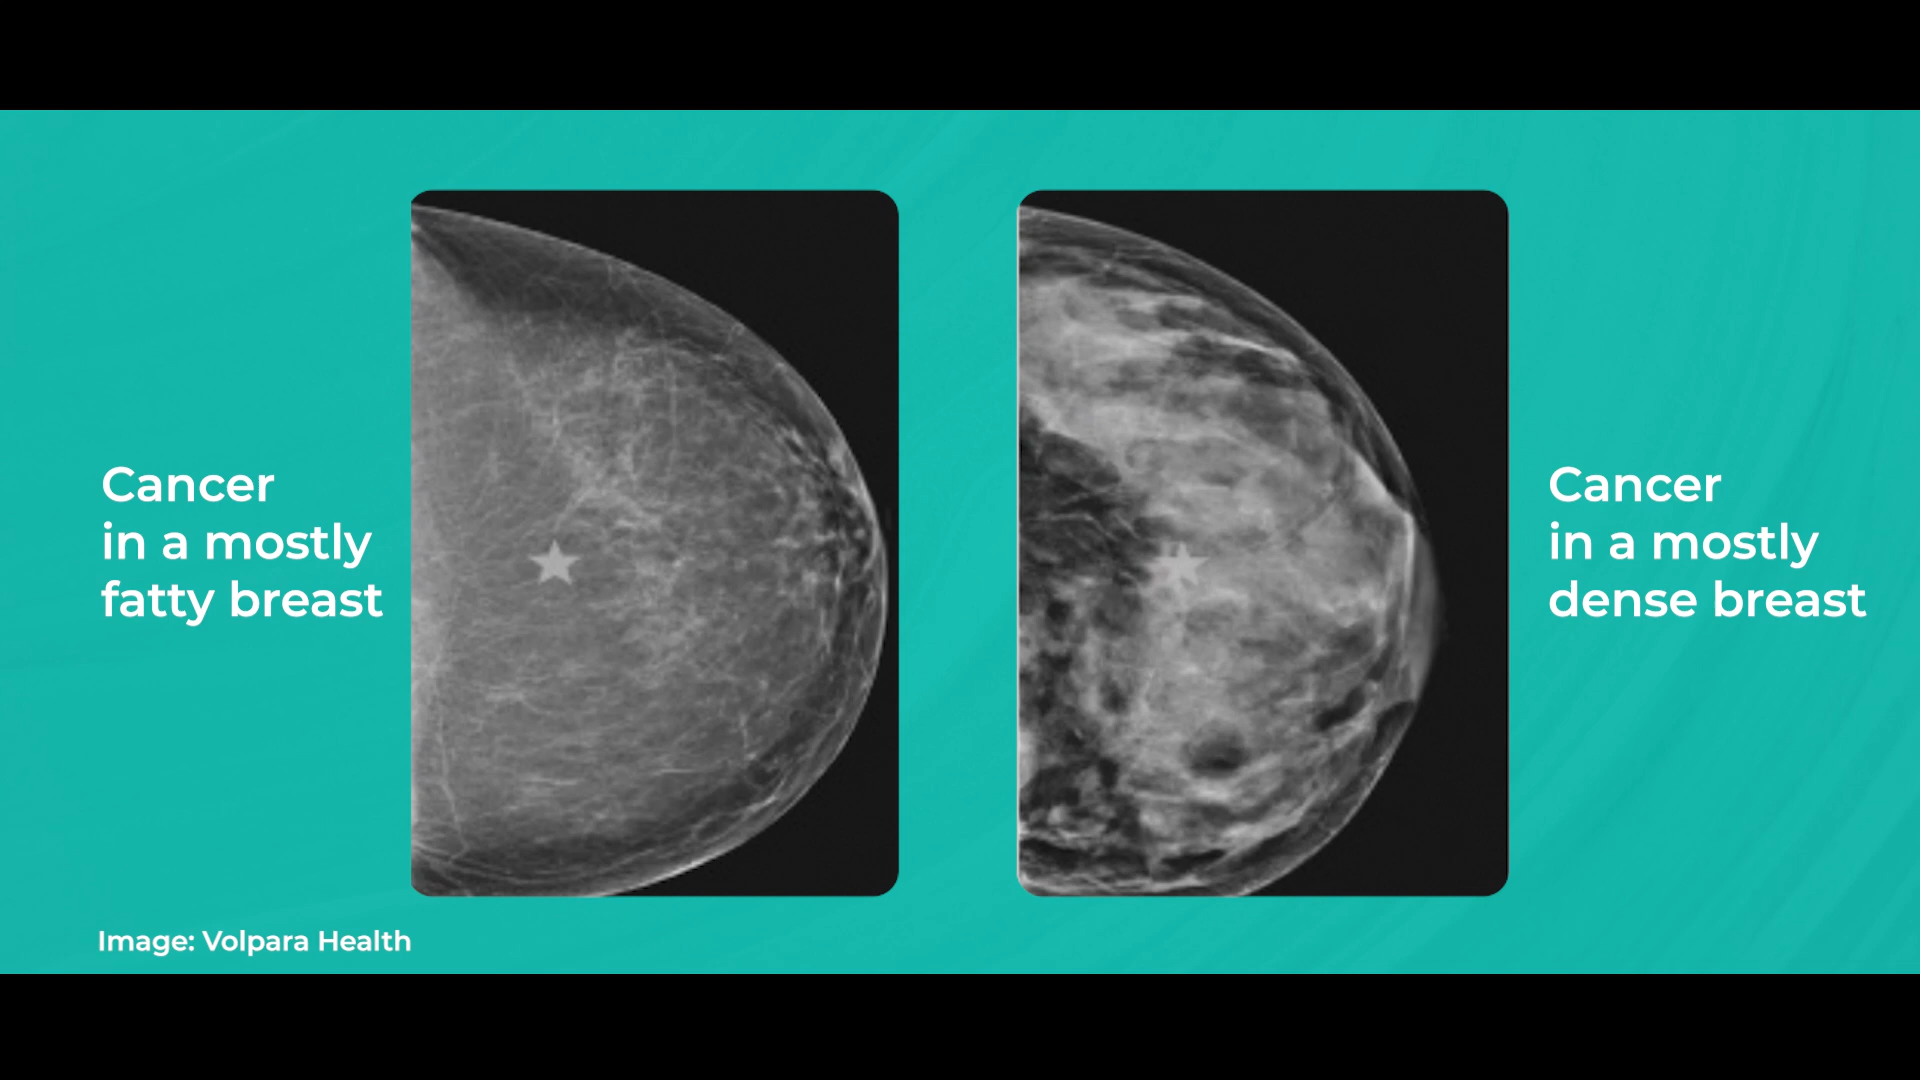 Cancer
in a mostly
fatty breast
Cancer
in a mostly
dense breast
Image: Volpara Health